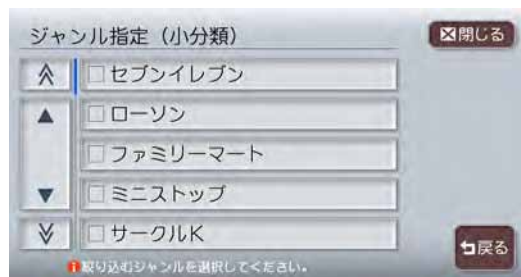 ジャンル指定（小分類）
閉じる
セブンイレブン
ローソン
ファミリーマート
ミニストップ
サークルK
戻る
絞り込むジャンルを選択してください。